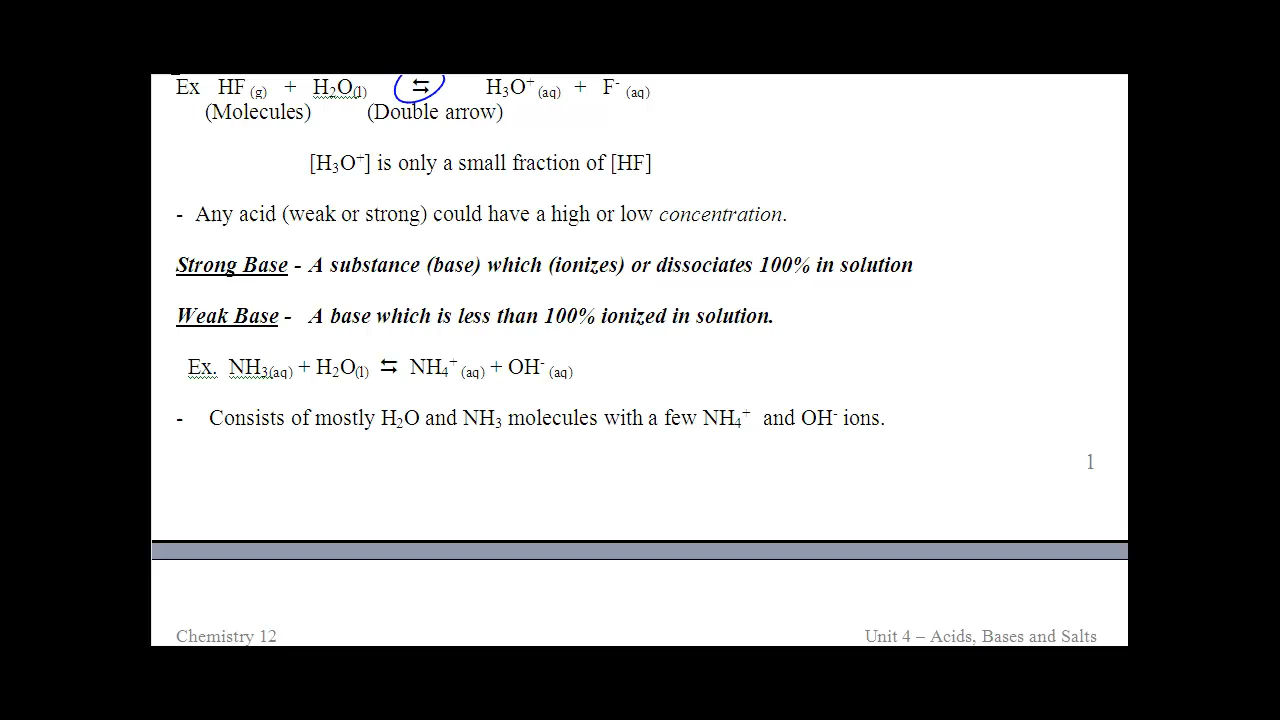 Ex HF (g) + H₂O(l) ⇆ H₃O⁺ (aq) + F⁻ (aq)
(Molecules) (Double arrow)
[H₃O⁺] is only a small fraction of [HF]
- Any acid (weak or strong) could have a high or low concentration.
Strong Base - A substance (base) which (ionizes) or dissociates 100% in solution
Weak Base - A base which is less than 100% ionized in solution.
Ex. NH₃(aq) + H₂O(l) ⇆ NH₄⁺ (aq) + OH⁻ (aq)
- Consists of mostly H₂O and NH₃ molecules with a few NH₄⁺ and OH⁻ ions.
1
Chemistry 12 Unit 4 – Acids, Bases and Salts